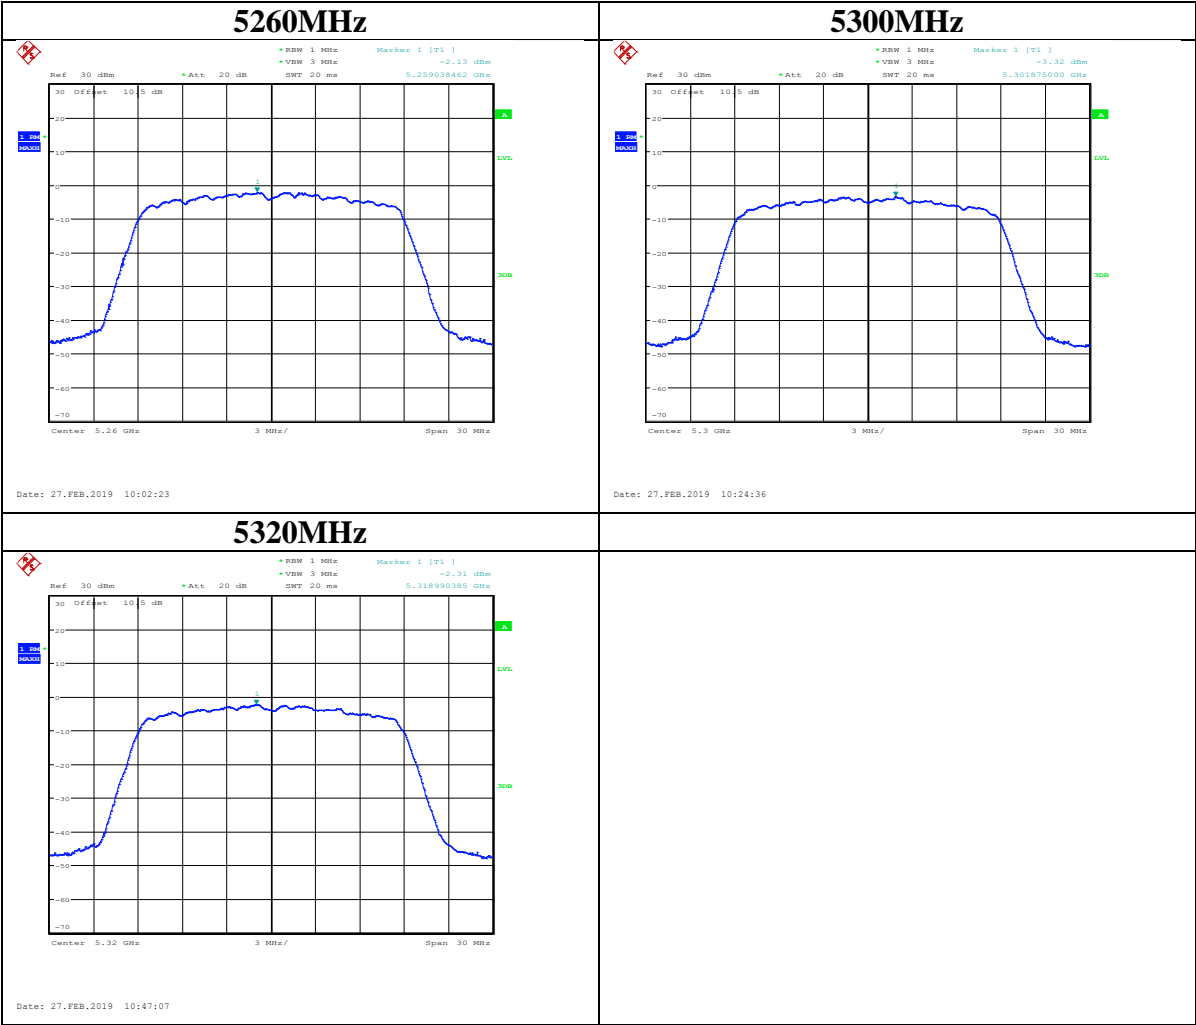 5260MHz
R S
* RBW 1 MHz Marker 1 [T1 ]
* VBW 3 MHz -2.13 dBm
Ref 30 dBm * Att 20 dB SWT 20 ms 5.259038462 GHz
30 Offset 10.5 dB
A
20
1 RM *
MAXH
10
LVL
0
1
-10
-20
3DB
-30
-40
-50
-60
-70
Center 5.26 GHz 3 MHz/ Span 30 MHz
Date: 27.FEB.2019 10:02:23
5300MHz
R S
* RBW 1 MHz Marker 1 [T1 ]
* VBW 3 MHz -3.32 dBm
Ref 30 dBm * Att 20 dB SWT 20 ms 5.301875000 GHz
30 Offset 10.5 dB
A
20
1 RM *
MAXH
10
LVL
0
1
-10
-20
3DB
-30
-40
-50
-60
-70
Center 5.3 GHz 3 MHz/ Span 30 MHz
Date: 27.FEB.2019 10:24:36
5320MHz
R S
* RBW 1 MHz Marker 1 [T1 ]
* VBW 3 MHz -2.31 dBm
Ref 30 dBm * Att 20 dB SWT 20 ms 5.318990385 GHz
30 Offset 10.5 dB
A
20
1 RM *
MAXH
10
LVL
0
1
-10
-20
3DB
-30
-40
-50
-60
-70
Center 5.32 GHz 3 MHz/ Span 30 MHz
Date: 27.FEB.2019 10:47:07